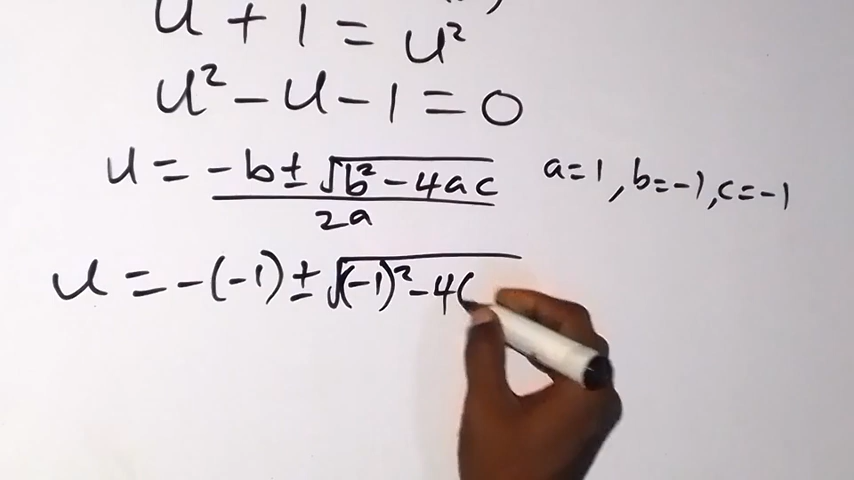 u + 1 = u²
u² - u - 1 = 0
u = -b ± √b² - 4ac / 2a a = 1, b = -1, c = -1
u = -(-1) ± √(-1)² - 4(